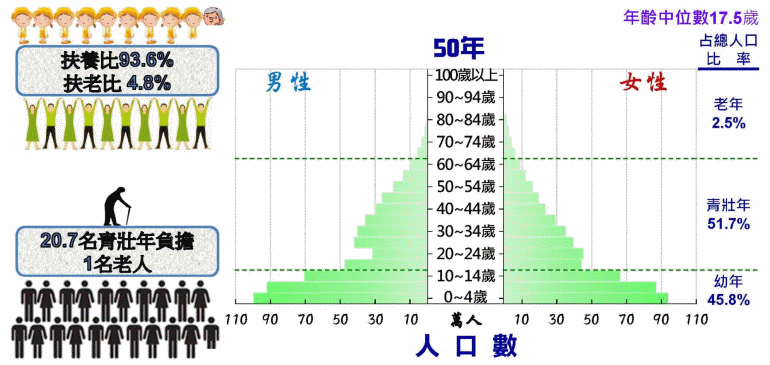 年齡中位數17.5歲
扶養比93.6%
扶老比 4.8%
20.7名青壯年負擔
1名老人
50年
男性
女性
100歲以上
90~94歲
80~84歲
70~74歲
60~64歲
50~54歲
40~44歲
30~34歲
20~24歲
10~14歲
0~4歲
110 90 70 50 30 10 萬人 10 30 50 70 90 110
人口數
占總人口
比 率
老年
2.5%
青壯年
51.7%
幼年
45.8%